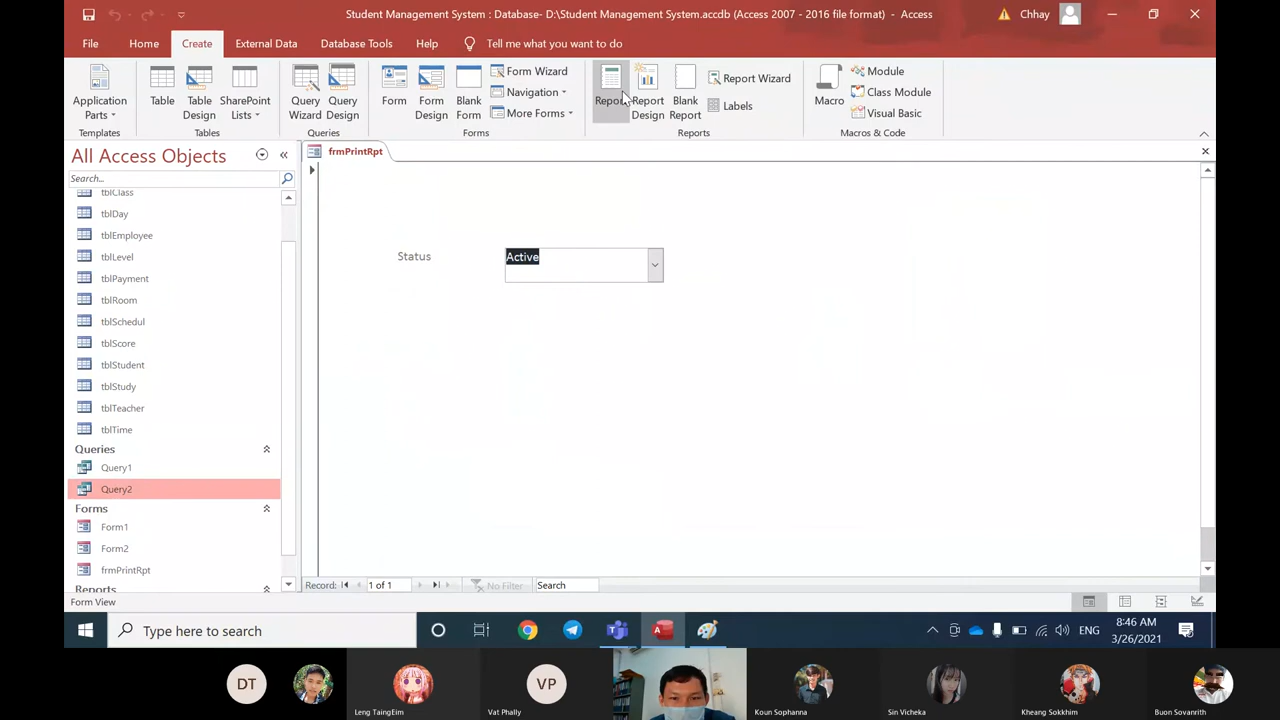 Student Management System : Database- D:\Student Management System.accdb (Access 2007 - 2016 file format) - Access
Chhay
File Home Create External Data Database Tools Help Tell me what you want to do
Application Parts
Table
Table Design
SharePoint Lists
Query Wizard
Query Design
Form
Form Design
Blank Form
Form Wizard
Navigation
More Forms
Report
Report Design
Blank Report
Report Wizard
Labels
Macro
Module
Class Module
Visual Basic
Templates Tables Queries Forms Reports Macros & Code
All Access Objects
Search...
tblClass
tblDay
tblEmployee
tblLevel
tblPayment
tblRoom
tblSchedul
tblScore
tblStudent
tblStudy
tblTeacher
tblTime
Queries
Query1
Query2
Forms
Form1
Form2
frmPrintRpt
Reports
frmPrintRpt
Status Active
Record: 1 of 1 No Filter Search
Form View
Type here to search
ENG
8:46 AM
3/26/2021
DT
Leng TaingEim
VP
Vat Phally
Koun Sophanna
Sin Vicheka
Kheang Sokkhim
Buon Sovanrith